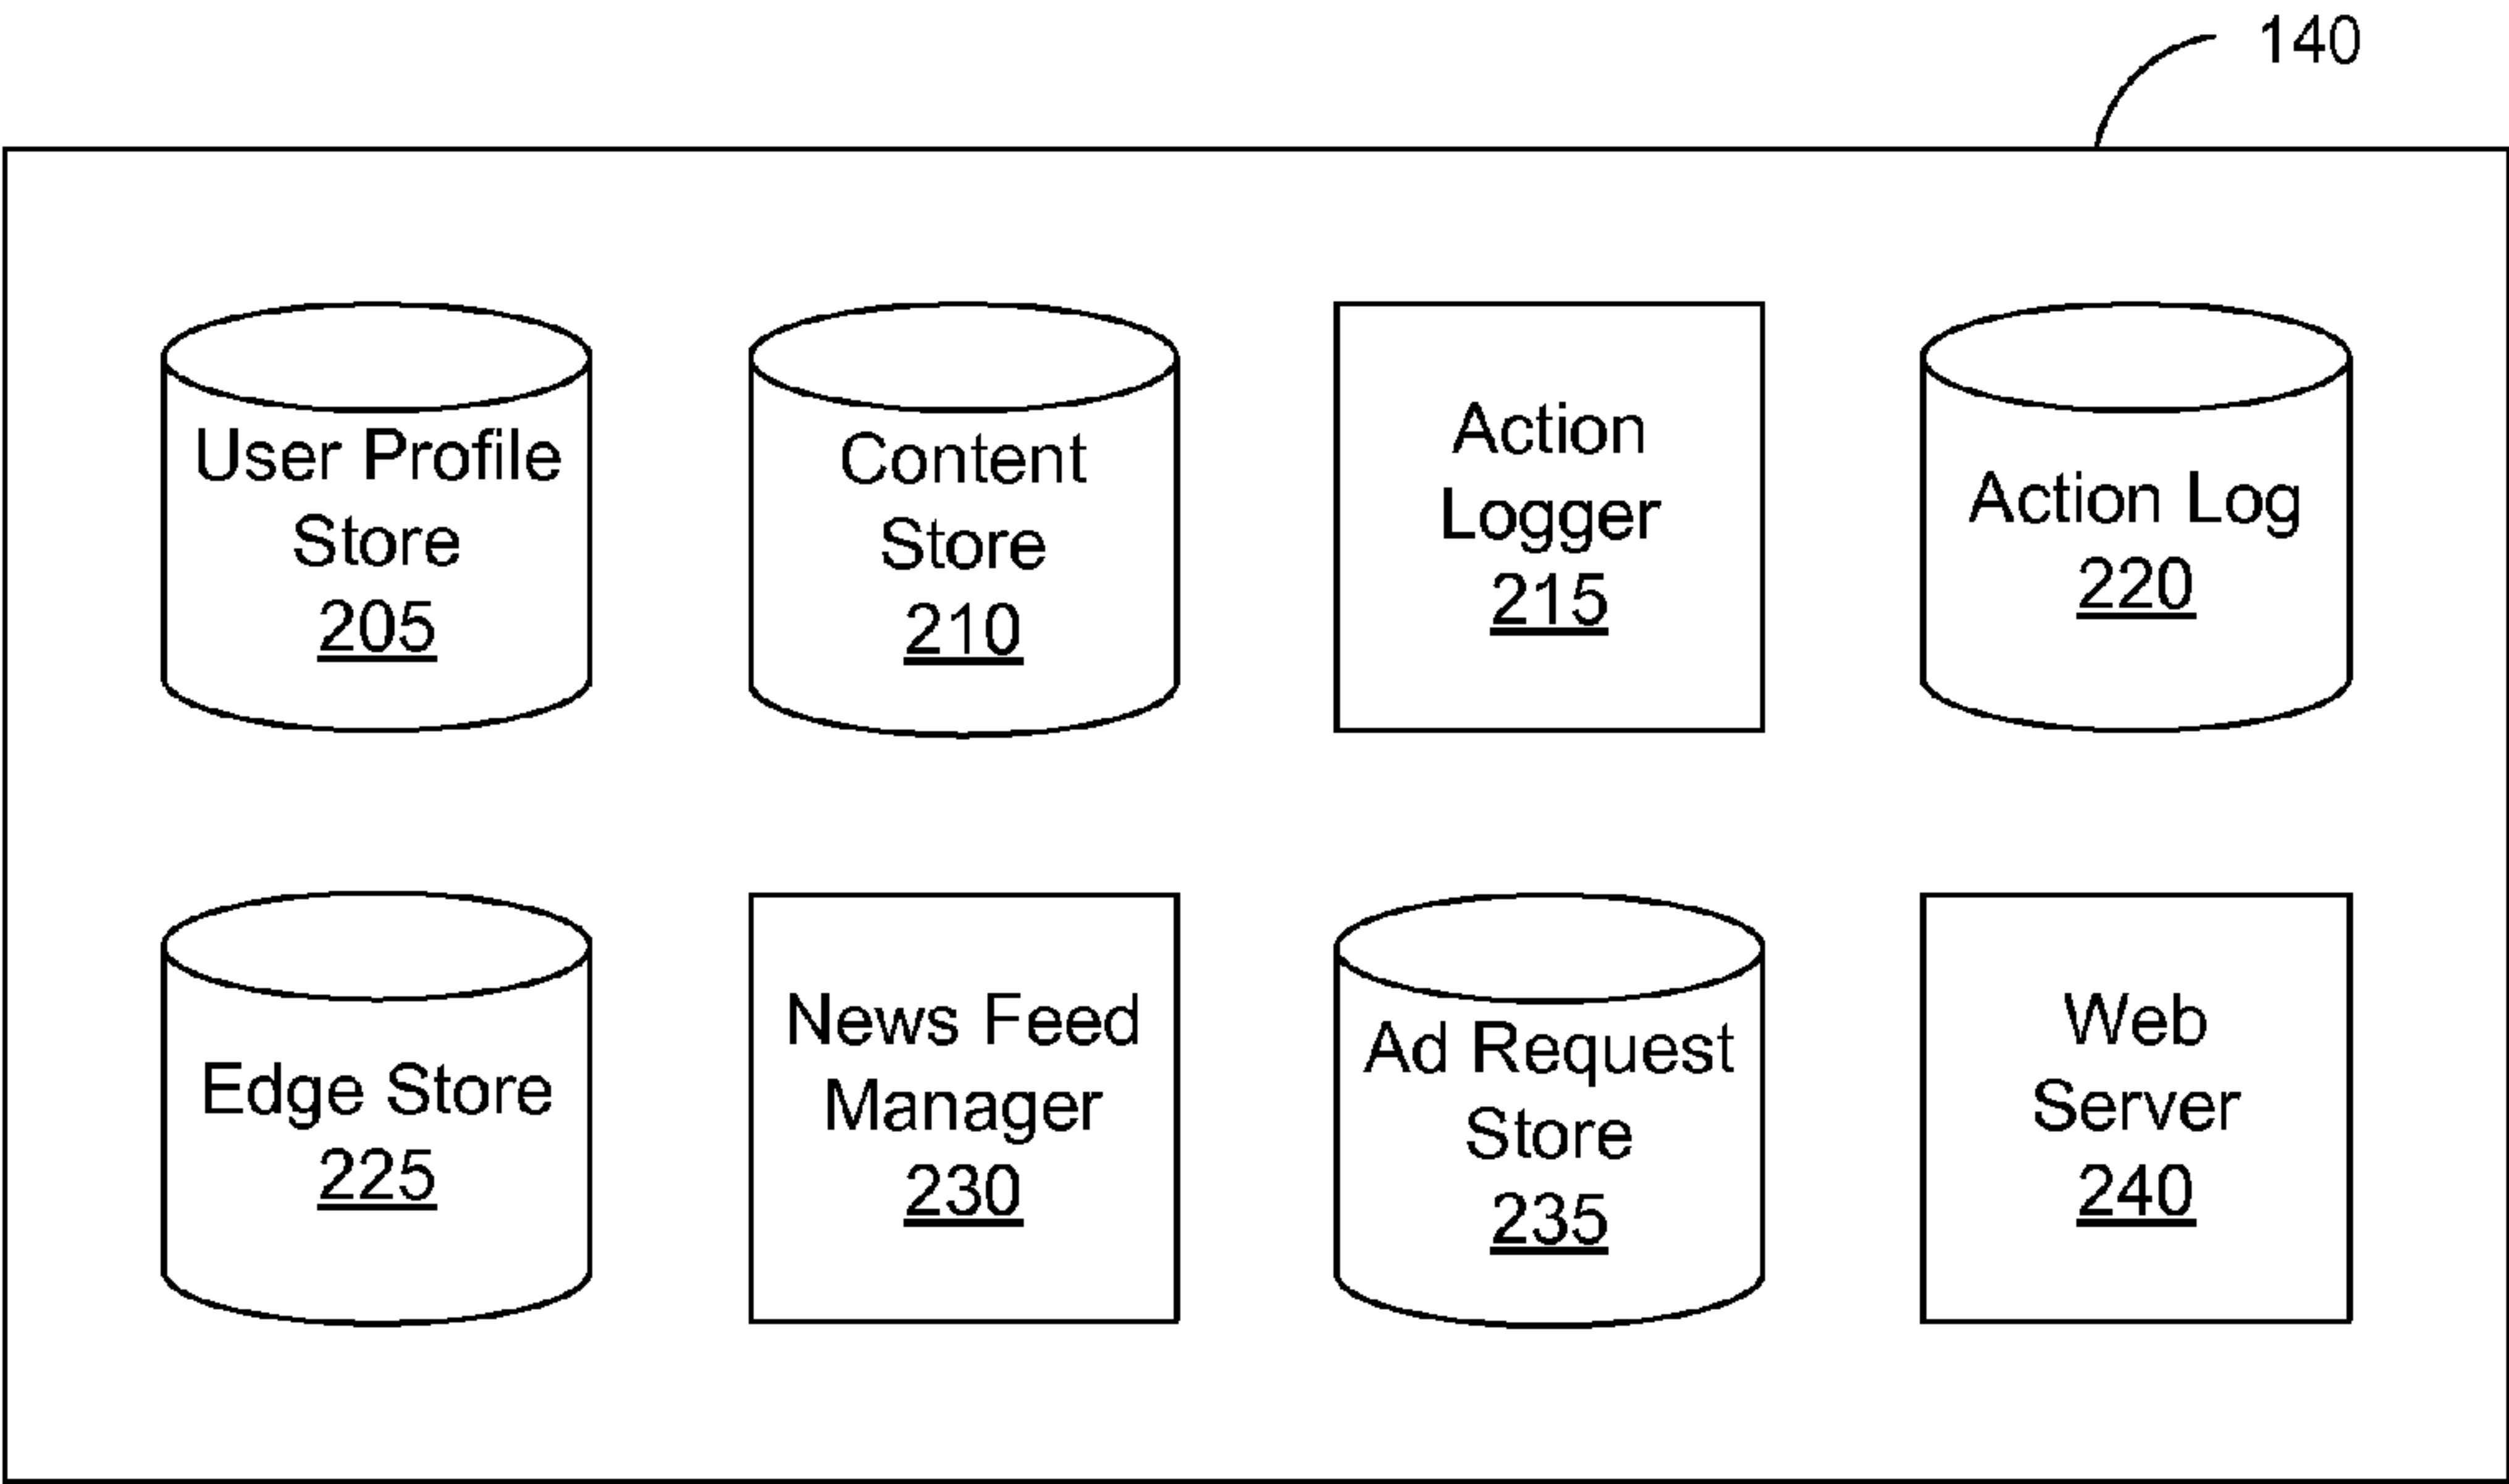 140
User Profile
Store
205
Content
Store
210
Action
Logger
215
Action Log
220
Edge Store
225
News Feed
Manager
230
Ad Request
Store
235
Web
Server
240